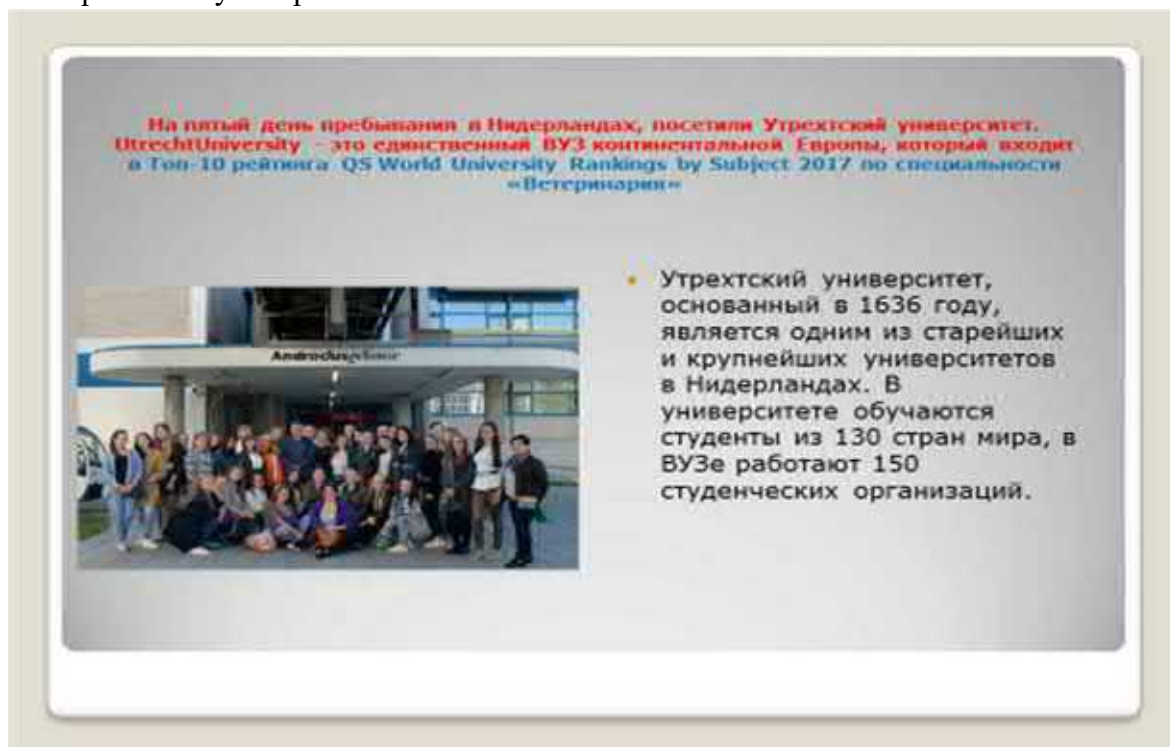 На пятый день пребывания в Нидерландах, посетили Утрехтский университет.
UtrechtUniversity - это единственный ВУЗ континентальной Европы, который входит
в Топ-10 рейтинга QS World University Rankings by Subject 2017 по специальности
«Ветеринария»
Androclusgebouw
• Утрехтский университет,
основанный в 1636 году,
является одним из старейших
и крупнейших университетов
в Нидерландах. В
университете обучаются
студенты из 130 стран мира, в
ВУЗе работают 150
студенческих организаций.